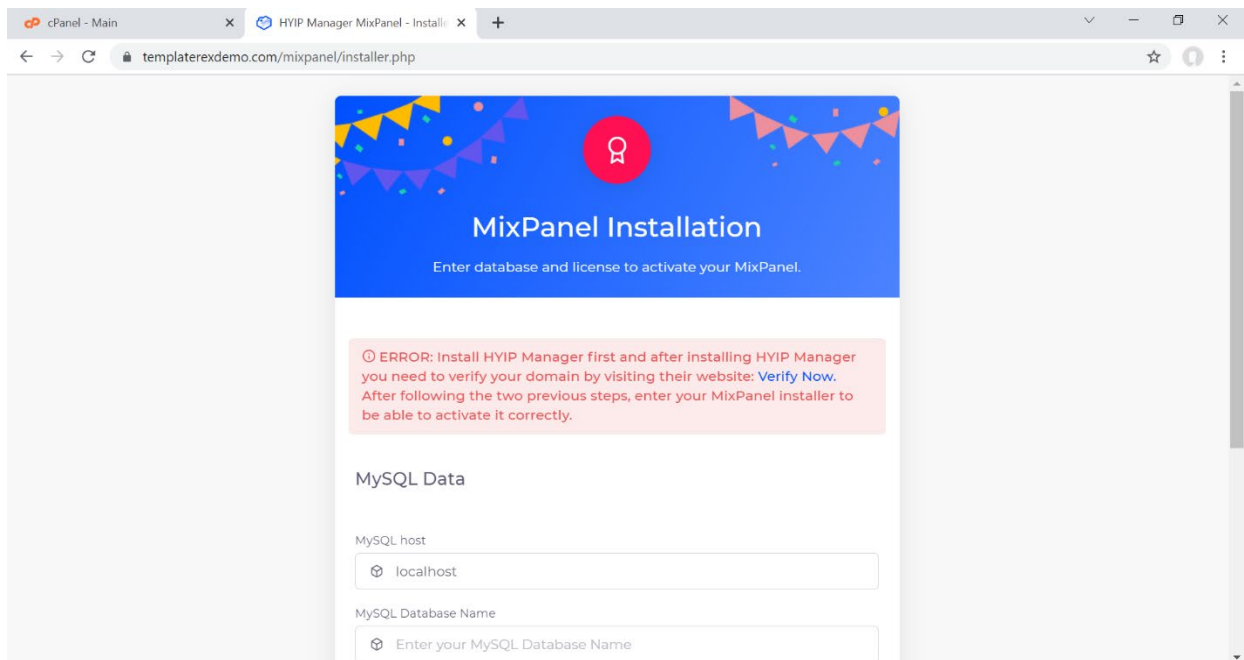 cPanel - Main
HYIP Manager MixPanel - Installe
templaterexdemo.com/mixpanel/installer.php
MixPanel Installation
Enter database and license to activate your MixPanel.
ERROR: Install HYIP Manager first and after installing HYIP Manager
you need to verify your domain by visiting their website: Verify Now.
After following the two previous steps, enter your MixPanel installer to
be able to activate it correctly.
MySQL Data
MySQL host
localhost
MySQL Database Name
Enter your MySQL Database Name